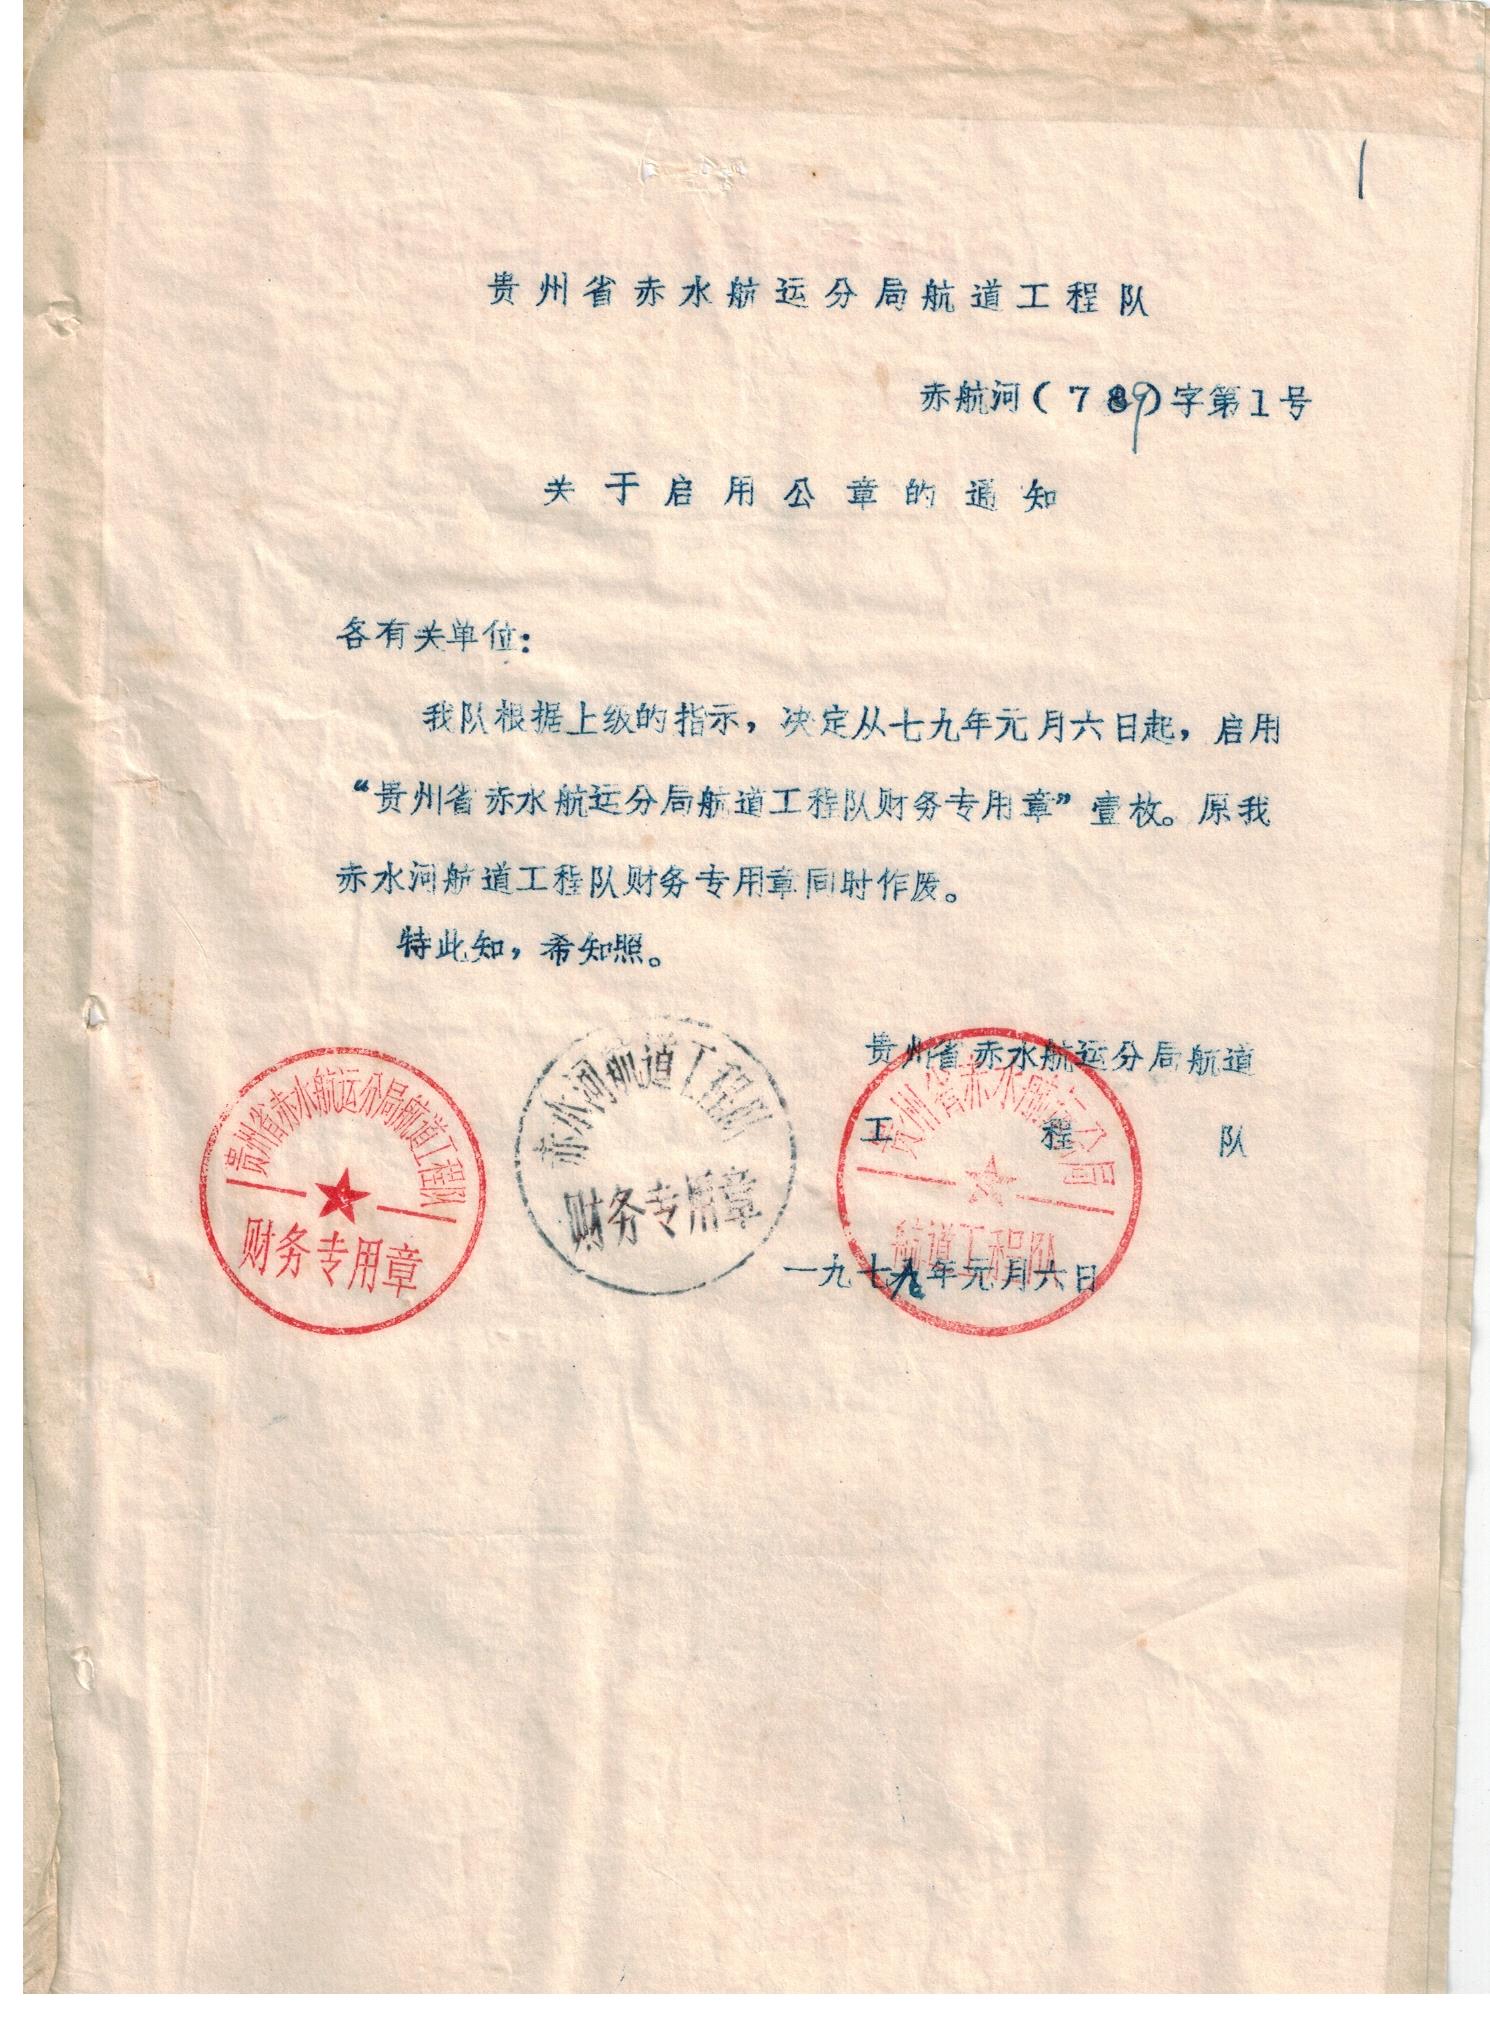 1
贵州省赤水航运分局航道工程队
赤航河(79)字第1号
关于启用公章的通知
各有关单位:
我队根据上级的指示,决定从七九年元月六日起,启用
“贵州省赤水航运分局航道工程队财务专用章”壹枚。原我
赤水河航道工程队财务专用章同时作废。
特此知,希知照。
贵州省赤水航运分局航道
工程队
一九七九年元月六日
贵州省赤水航运分局航道工程队
财务专用章
赤水河航道工程队
财务专用章
贵州省赤水航运分局
航道工程队